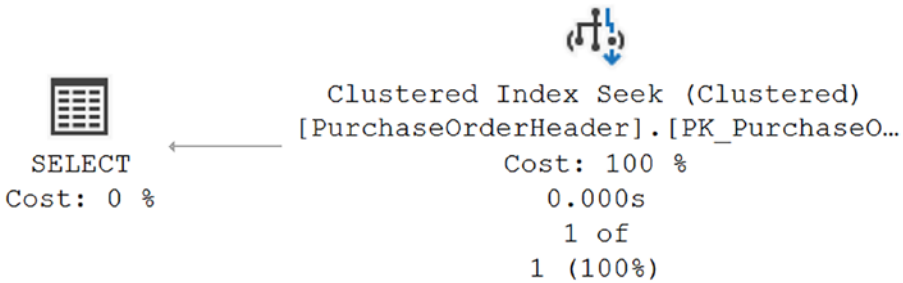 SELECT
Cost: 0 %
Clustered Index Seek (Clustered)
[PurchaseOrderHeader].[PK_PurchaseO…
Cost: 100 %
0.000s
1 of
1 (100%)